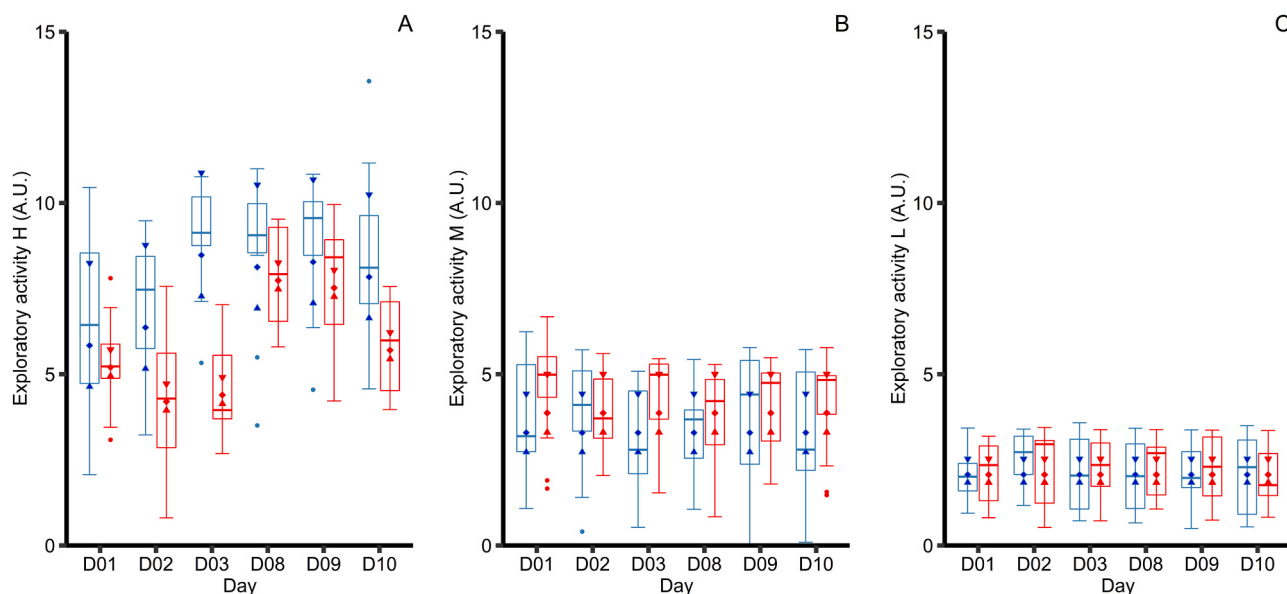 A
15
10
5
0
Exploratory activity H (A.U.)
D01 D02 D03 D08 D09 D10
Day
B
15
10
5
0
Exploratory activity M (A.U.)
D01 D02 D03 D08 D09 D10
Day
C
15
10
5
0
Exploratory activity L (A.U.)
D01 D02 D03 D08 D09 D10
Day